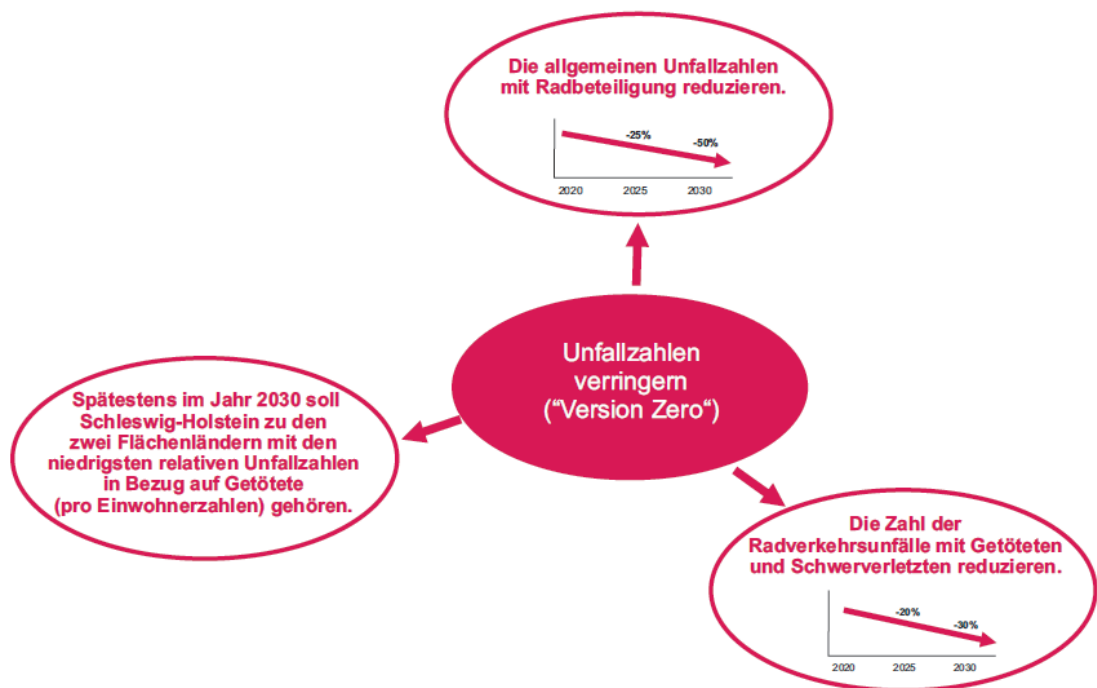 Die allgemeinen Unfallzahlen
mit Radbeteiligung reduzieren.
-25%
-50%
2020 2025 2030
Unfallzahlen
verringern
("Version Zero“)
Spätestens im Jahr 2030 soll
Schleswig-Holstein zu den
zwei Flächenländern mit den
niedrigsten relativen Unfallzahlen
in Bezug auf Getötete
(pro Einwohnerzahlen) gehören.
Die Zahl der
Radverkehrsunfälle mit Getöteten
und Schwerverletzten reduzieren.
-20%
-30%
2020 2025 2030